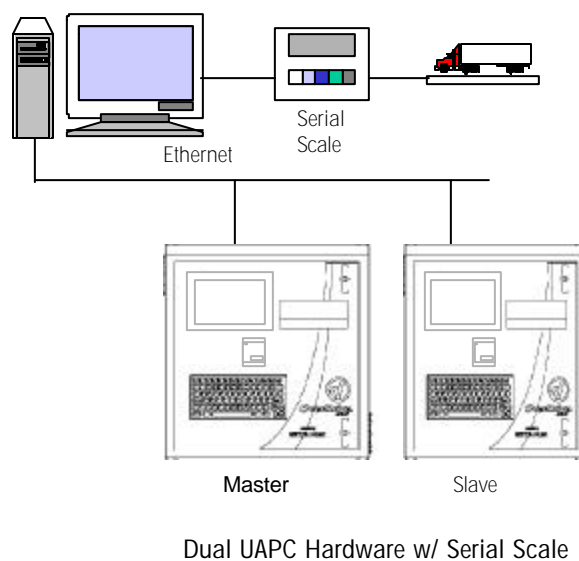 Serial
Scale
Ethernet
Master
Slave
Dual UAPC Hardware w/ Serial Scale